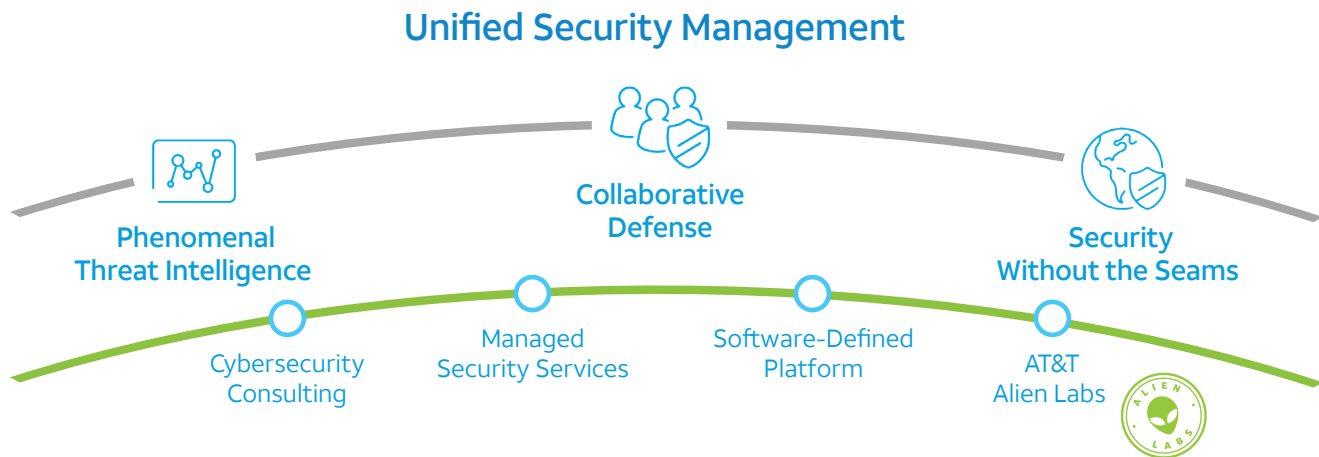 Unified Security Management
Phenomenal
Threat Intelligence
Collaborative
Defense
Security
Without the Seams
Cybersecurity
Consulting
Managed
Security Services
Software-Defined
Platform
AT&T
Alien Labs
ALIEN
LABS